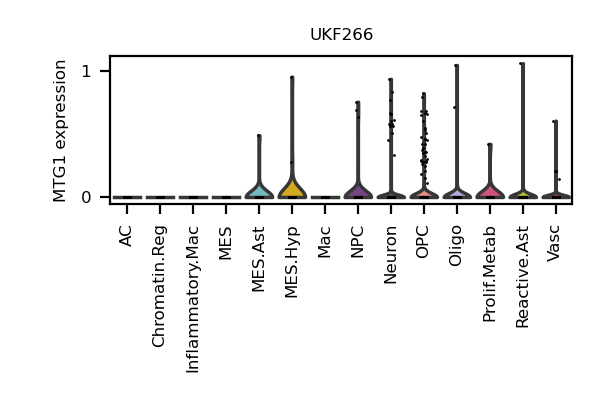 UKF266
MTG1 expression
1
0
AC
Chromatin.Reg
Inflammatory.Mac
MES
MES.Ast
MES.Hyp
Mac
NPC
Neuron
OPC
Oligo
Prolif.Metab
Reactive.Ast
Vasc